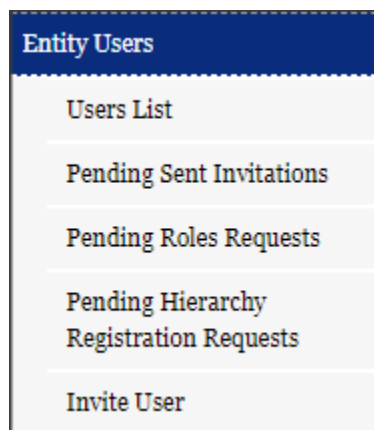 Entity Users
Users List
Pending Sent Invitations
Pending Roles Requests
Pending Hierarchy
Registration Requests
Invite User